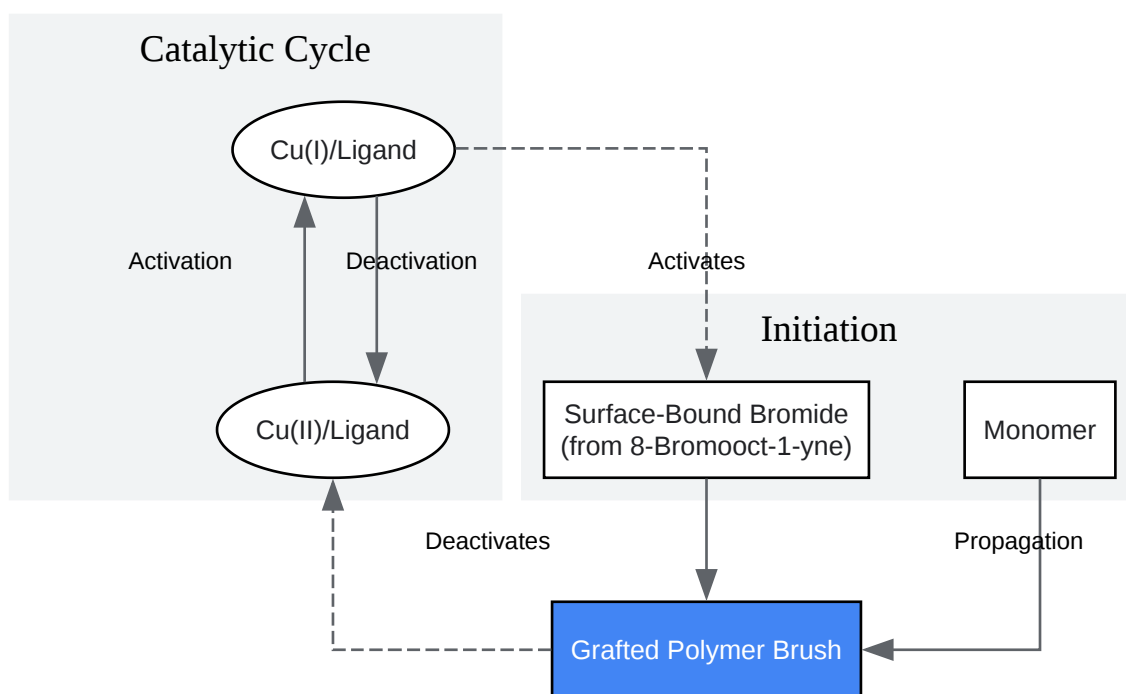 Catalytic Cycle
Cu(I)/Ligand
Activation
Deactivation
Activates
Initiation
Surface-Bound Bromide
(from 8-Bromooct-1-yne)
Monomer
Cu(II)/Ligand
Deactivates
Propagation
Grafted Polymer Brush